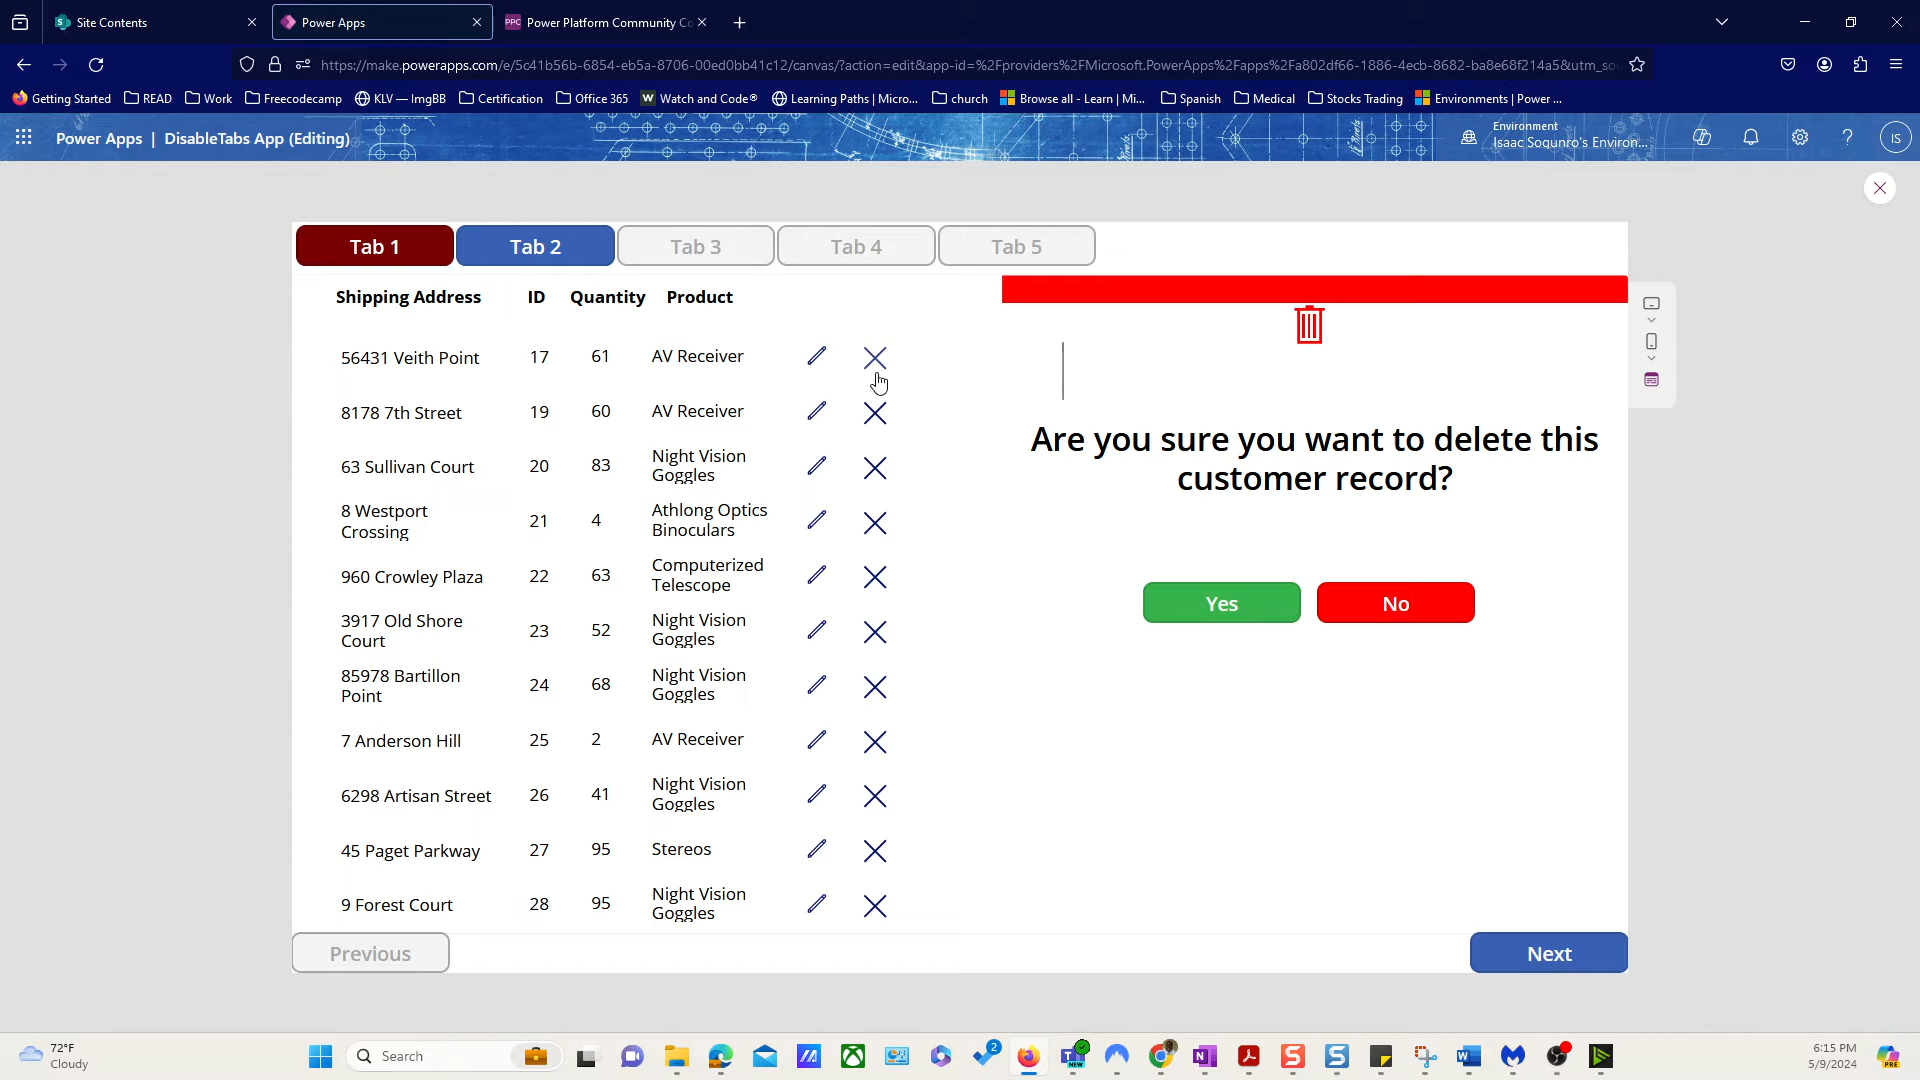 Site Contents
Power Apps
PPC Power Platform Community Co
https://make.powerapps.com/e/5c41b56b-6854-eb5a-8706-00ed0bb41c12/canvas/?action=edit&app-id=%2Fproviders%2FMicrosoft.PowerApps%2Fapps%2Fa802df66-1886-4ecb-8682-ba8e68f214a5&utm_sou
Getting Started READ Work Freecodecamp KLV — ImgBB Certification Office 365 W Watch and Code® Learning Paths | Micro... church Browse all - Learn | Mi... Spanish Medical Stocks Trading Environments | Power ...
Power Apps | DisableTabs App (Editing)
Environment
Isaac Sogunro's Environ...
IS
Tab 1 Tab 2 Tab 3 Tab 4 Tab 5
Shipping Address ID Quantity Product
56431 Veith Point 17 61 AV Receiver
8178 7th Street 19 60 AV Receiver
63 Sullivan Court 20 83 Night Vision
Goggles
8 Westport
Crossing 21 4 Athlong Optics
Binoculars
960 Crowley Plaza 22 63 Computerized
Telescope
3917 Old Shore
Court 23 52 Night Vision
Goggles
85978 Bartillon
Point 24 68 Night Vision
Goggles
7 Anderson Hill 25 2 AV Receiver
6298 Artisan Street 26 41 Night Vision
Goggles
45 Paget Parkway 27 95 Stereos
9 Forest Court 28 95 Night Vision
Goggles
Are you sure you want to delete this
customer record?
Yes No
Previous
Next
72°F
Cloudy
Search
2
6:15 PM
5/9/2024